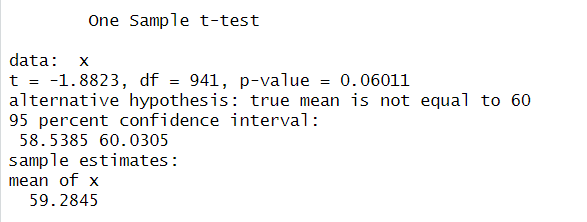 One Sample t-test
data: x
t = -1.8823, df = 941, p-value = 0.06011
alternative hypothesis: true mean is not equal to 60
95 percent confidence interval:
58.5385 60.0305
sample estimates:
mean of x
59.2845